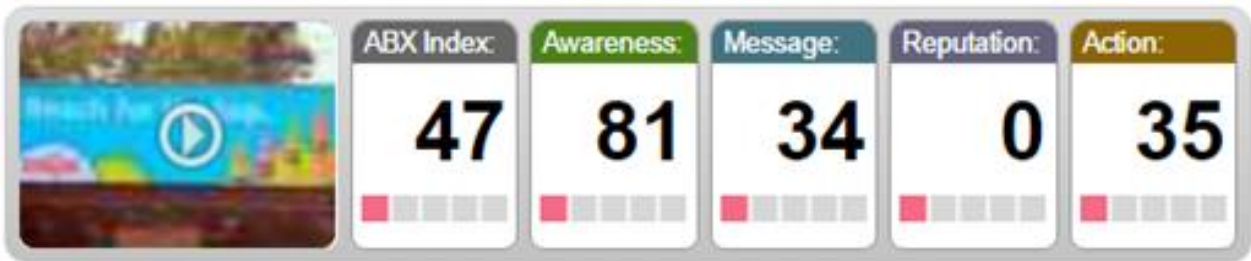 ABX Index:
Awareness:
Message:
Reputation:
Action:
47
81
34
0
35